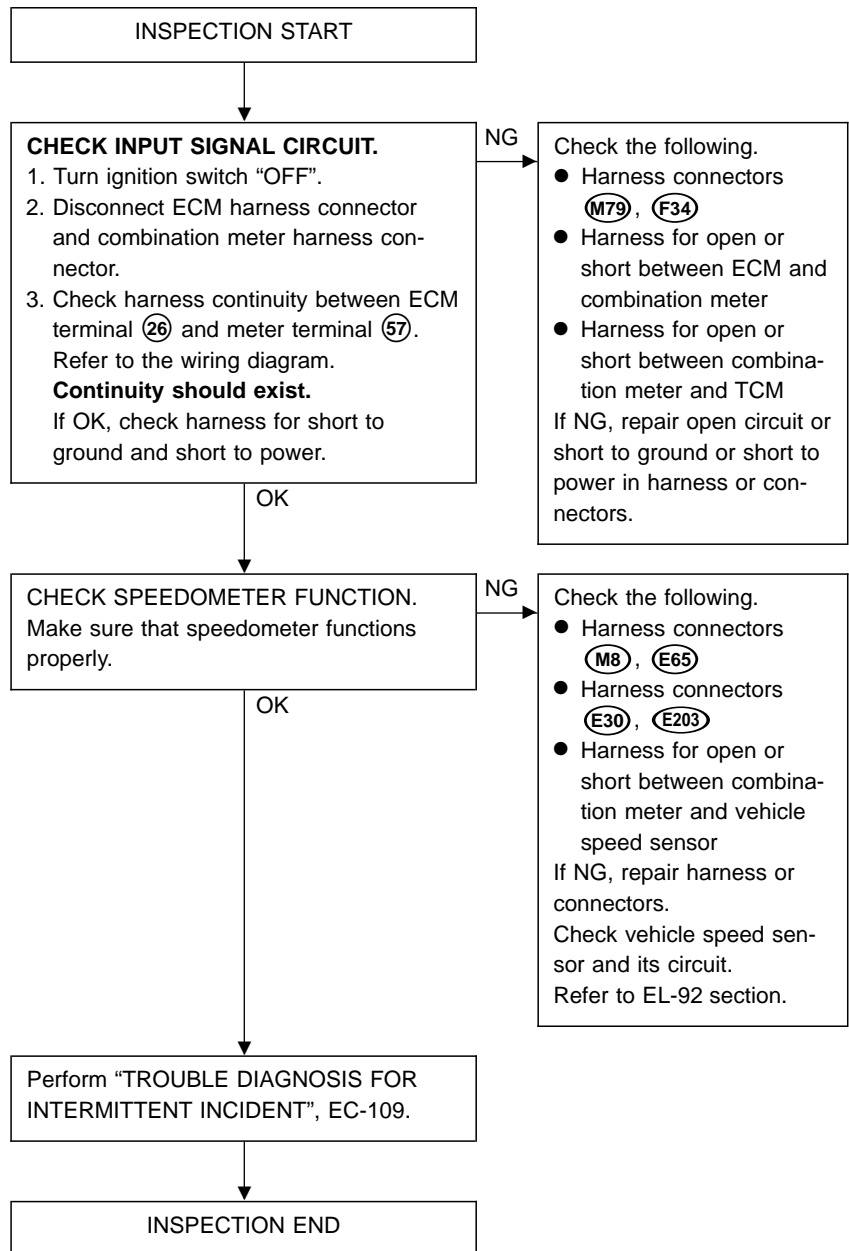 INSPECTION START
CHECK INPUT SIGNAL CIRCUIT.
1. Turn ignition switch “OFF”.
2. Disconnect ECM harness connector
and combination meter harness con-
nector.
3. Check harness continuity between ECM
terminal 26 and meter terminal 57.
Refer to the wiring diagram.
Continuity should exist.
If OK, check harness for short to
ground and short to power.
NG
Check the following.
● Harness connectors
M79, F34
● Harness for open or
short between ECM and
combination meter
● Harness for open or
short between combina-
tion meter and TCM
If NG, repair open circuit or
short to ground or short to
power in harness or con-
nectors.
OK
CHECK SPEEDOMETER FUNCTION.
Make sure that speedometer functions
properly.
NG
Check the following.
● Harness connectors
M8, E65
● Harness connectors
E30, E203
● Harness for open or
short between combina-
tion meter and vehicle
speed sensor
If NG, repair harness or
connectors.
Check vehicle speed sen-
sor and its circuit.
Refer to EL-92 section.
OK
Perform “TROUBLE DIAGNOSIS FOR
INTERMITTENT INCIDENT”, EC-109.
INSPECTION END